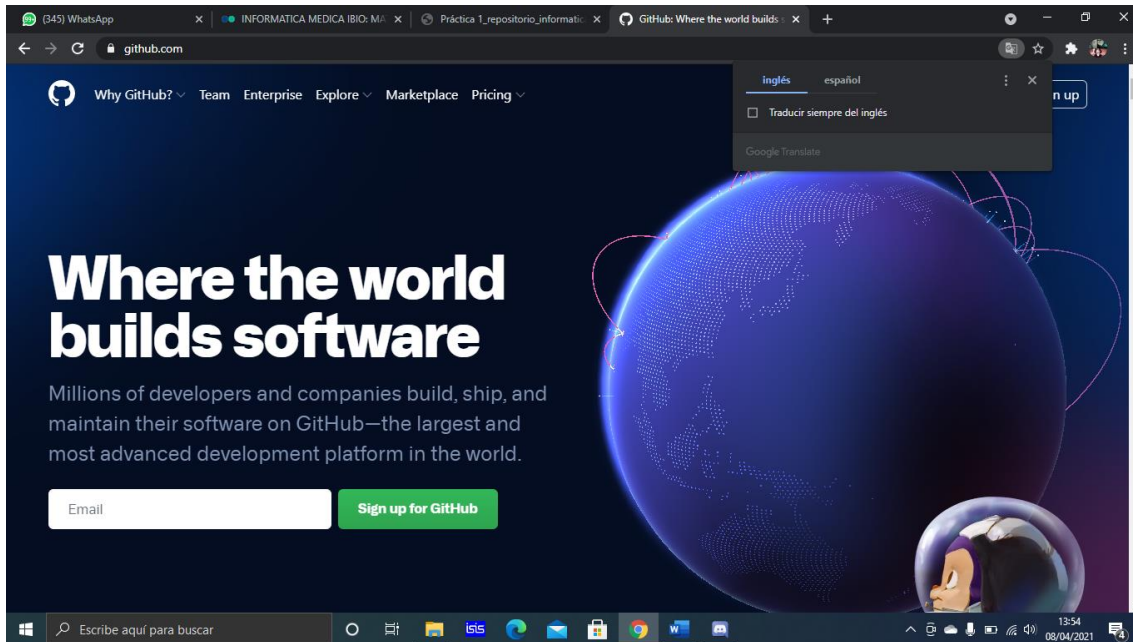 99+ (345) WhatsApp
INFORMATICA MEDICA IBIO: MA
Práctica 1_repositorio_informatic
GitHub: Where the world builds s
github.com
Why GitHub? Team Enterprise Explore Marketplace Pricing
n up
inglés español
Traducir siempre del inglés
Google Translate
Where the world
builds software
Millions of developers and companies build, ship, and
maintain their software on GitHub—the largest and
most advanced development platform in the world.
Email
Sign up for GitHub
Escribe aquí para buscar
isis
W
13:54
08/04/2021
4